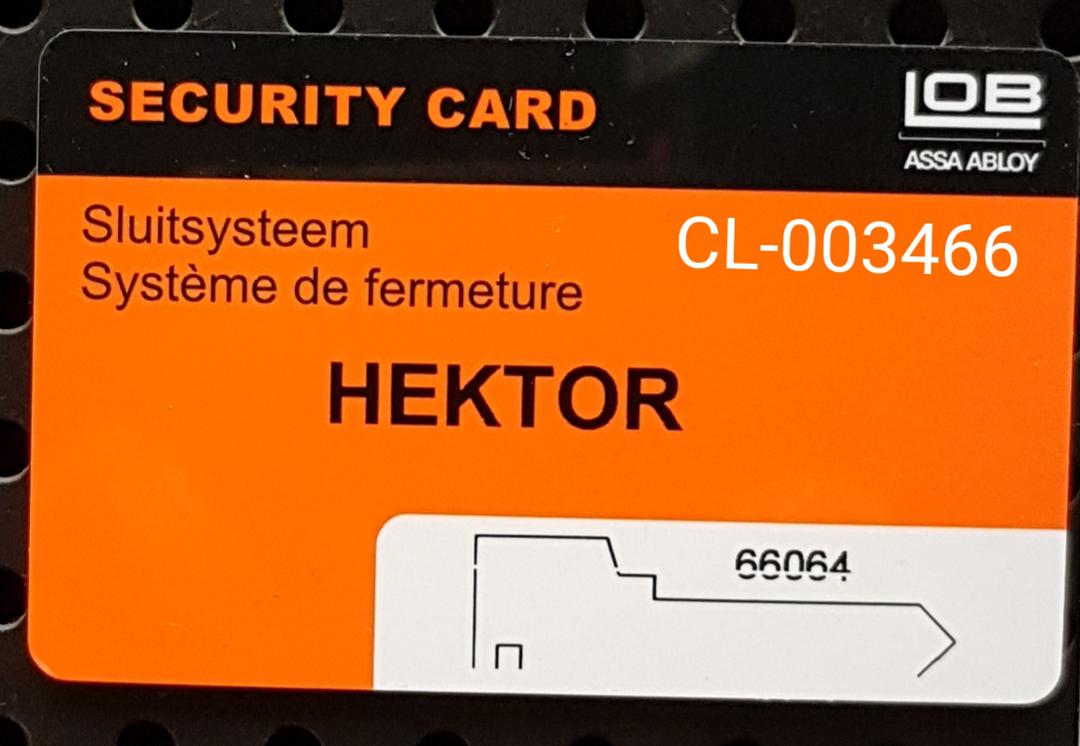 SECURITY CARD
LOB
ASSA ABLOY
Sluitsysteem
CL-003466
Système de fermeture
HEKTOR
66064